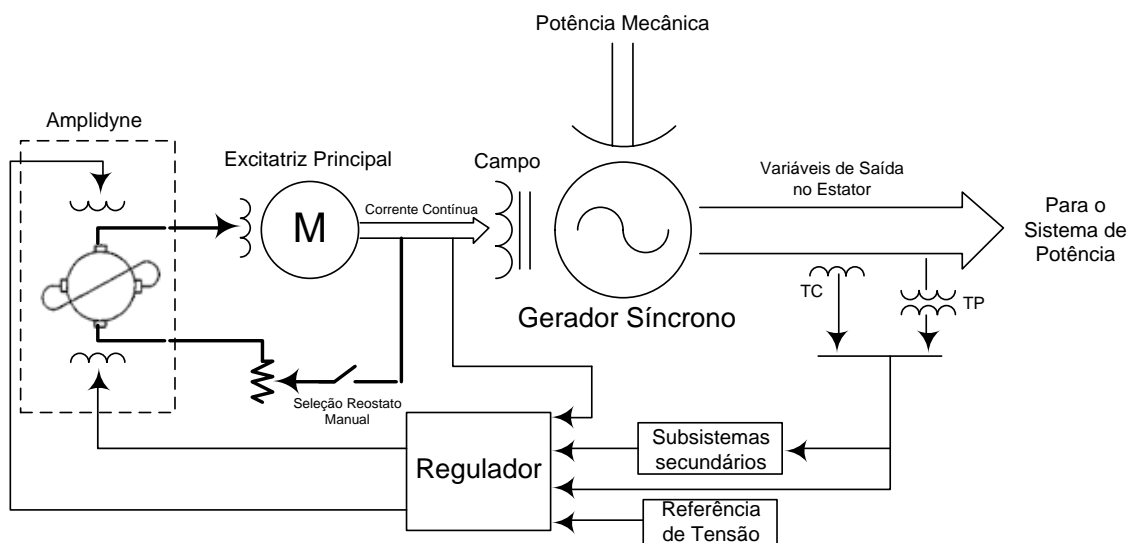 Potência Mecânica
Amplidyne
Excitatriz Principal
Campo
Variáveis de Saída
no Estator
M
Corrente Contínua
Para o
Sistema de
Potência
TC
TP
Gerador Síncrono
Seleção Reostato
Manual
Regulador
Subsistemas
secundários
Referência
de Tensão